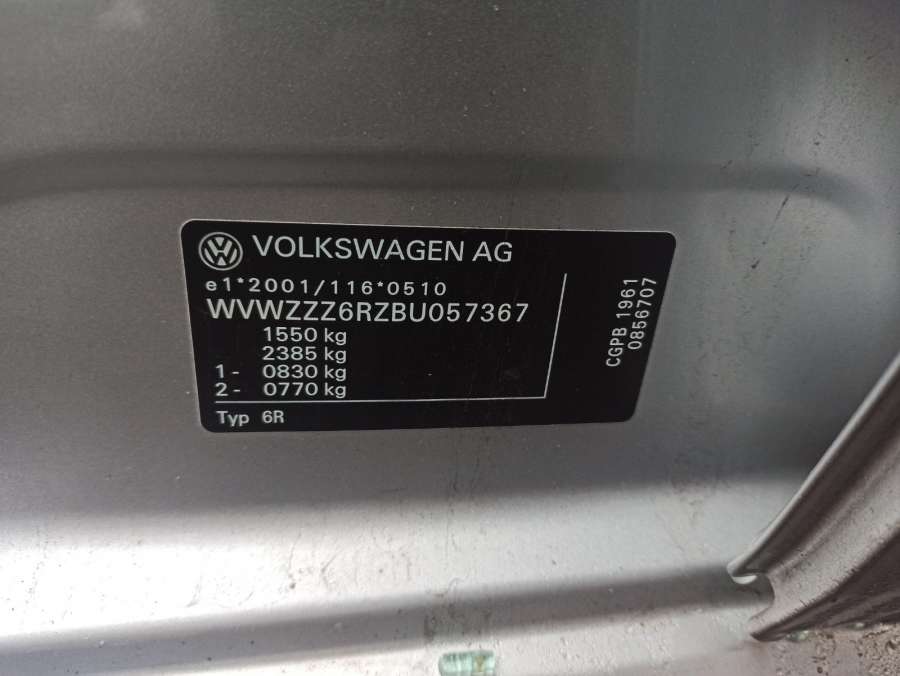 VOLKSWAGEN AG
e1*2001/116*0510
WVWZZZ6RZBU057367
1550 kg
2385 kg
1 - 0830 kg
2 - 0770 kg
Typ 6R
CGPB 1961
0856707